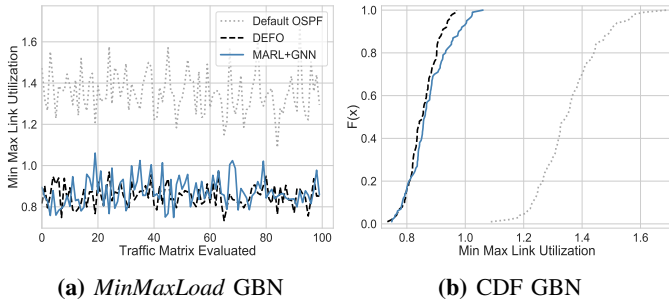 Default OSPF
DEFO
MARL+GNN
Min Max Link Utilization
1.6
1.4
1.2
1.0
0.8
0
20
40
60
80
100
Traffic Matrix Evaluated
(a) MinMaxLoad GBN
F(x)
1.0
0.8
0.6
0.4
0.2
0.0
0.8
1.0
1.2
1.4
1.6
Min Max Link Utilization
(b) CDF GBN